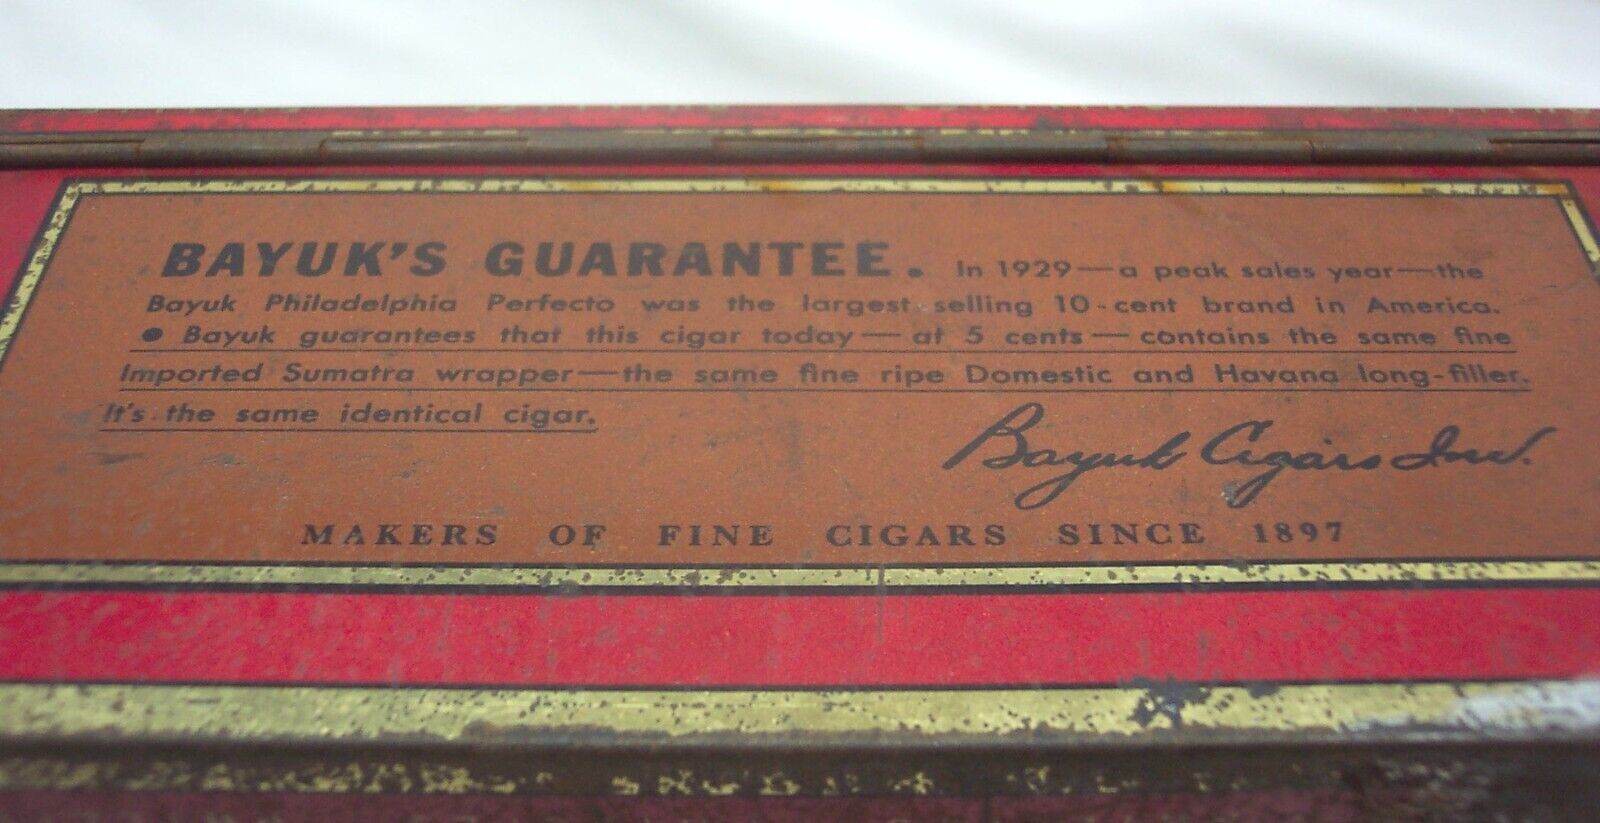 BAYUK'S GUARANTEE. In 1929—a peak sales year—the
Bayuk Philadelphia Perfecto was the largest selling 10-cent brand in America.
● Bayuk guarantees that this cigar today—at 5 cents—contains the same fine
Imported Sumatra wrapper—the same fine ripe Domestic and Havana long-filler.
It's the same identical cigar.
Bayuk Cigars Inc.
MAKERS OF FINE CIGARS SINCE 1897